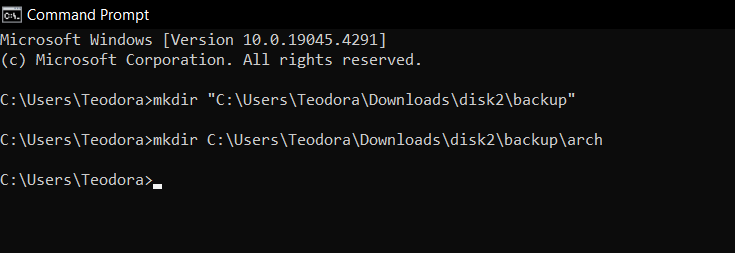 Command Prompt
Microsoft Windows [Version 10.0.19045.4291]
(c) Microsoft Corporation. All rights reserved.
C:\Users\Teodora>mkdir "C:\Users\Teodora\Downloads\disk2\backup"
C:\Users\Teodora>mkdir C:\Users\Teodora\Downloads\disk2\backup\arch
C:\Users\Teodora>